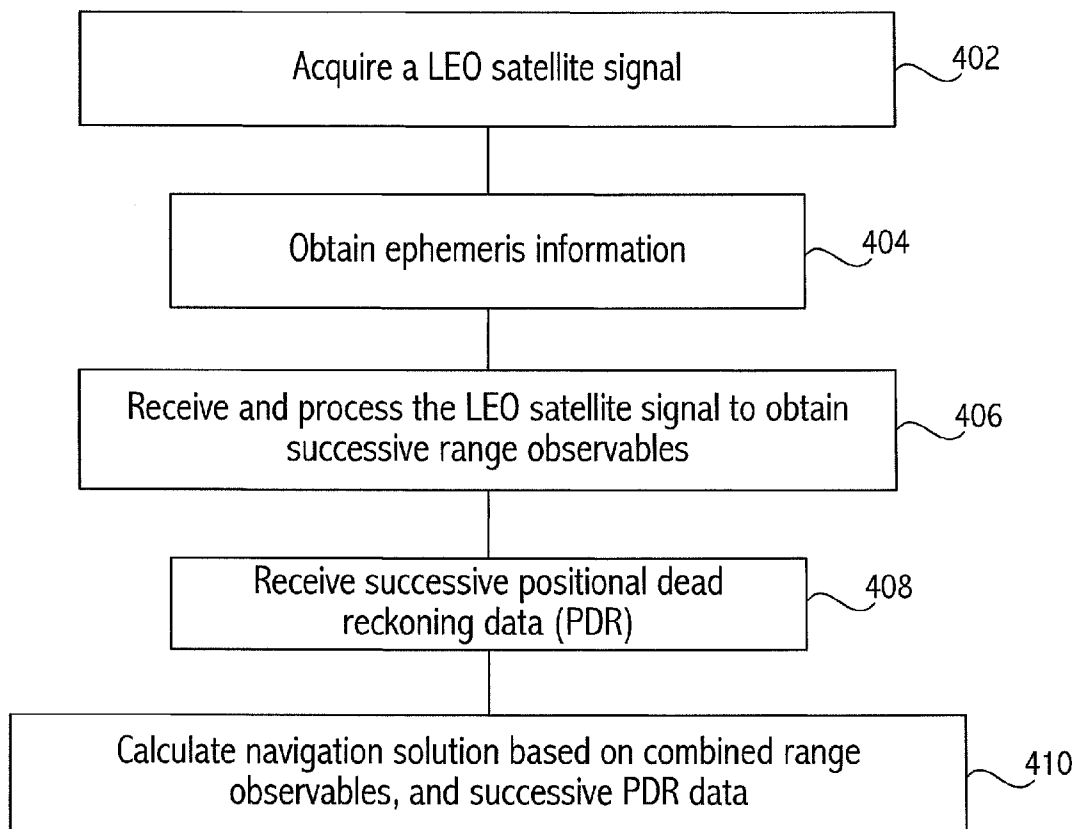 Acquire a LEO satellite signal
402
Obtain ephemeris information
404
Receive and process the LEO satellite signal to obtain
successive range observables
406
Receive successive positional dead
reckoning data (PDR)
408
Calculate navigation solution based on combined range
observables, and successive PDR data
410